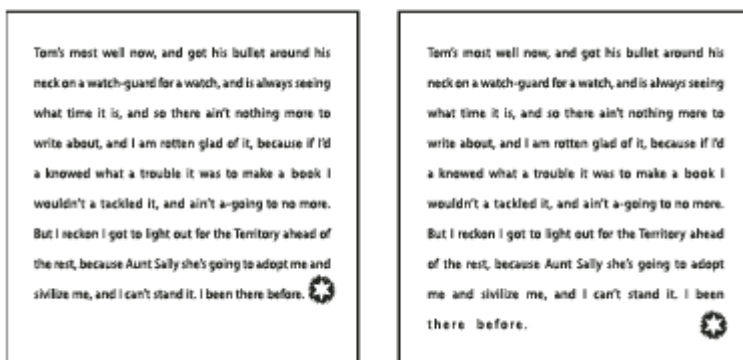 Tom's most well now, and got his bullet around his
neck on a watch-guard for a watch, and is always seeing
what time it is, and so there ain't nothing more to
write about, and I am rotten glad of it, because if I'd
a knowed what a trouble it was to make a book I
wouldn't a tackled it, and ain't a-going to no more.
But I reckon I got to light out for the Territory ahead of
the rest, because Aunt Sally she's going to adopt me and
sivilize me, and I can't stand it. I been there before.
Tom's most well now, and got his bullet around his
neck on a watch-guard for a watch, and is always seeing
what time it is, and so there ain't nothing more to
write about, and I am rotten glad of it, because if I'd
a knowed what a trouble it was to make a book I
wouldn't a tackled it, and ain't a-going to no more.
But I reckon I got to light out for the Territory ahead
of the rest, because Aunt Sally she's going to adopt
me and sivilize me, and I can't stand it. I been
there before.